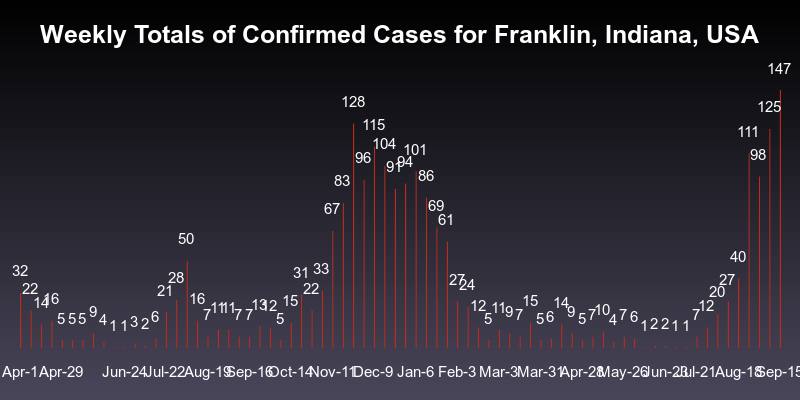 Weekly Totals of Confirmed Cases for Franklin, Indiana, USA
32 22 14 16 5 5 5 9 4 1 1 3 2 6 21 28 50 16 7 11 11 7 7 13 12 5 15 31 22 33 67 83 128 96 115 104 91 94 101 86 69 61 27 24 12 5 11 9 7 15 5 6 14 9 5 7 10 4 7 6 1 2 2 1 1 7 12 20 27 40 111 98 125 147
Apr-1 Apr-29 Jun-24 Jul-22 Aug-19 Sep-16 Oct-14 Nov-11 Dec-9 Jan-6 Feb-3 Mar-3 Mar-31 Apr-28 May-26 Jun-23 Jul-21 Aug-18 Sep-15